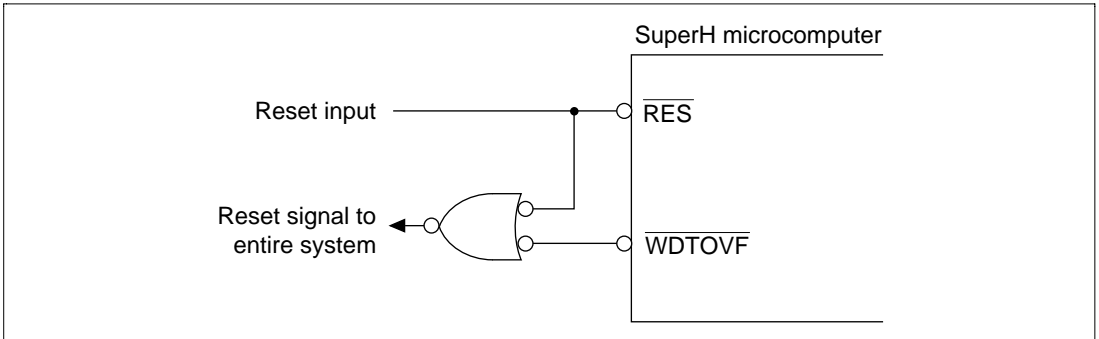 SuperH microcomputer
Reset input
RES
Reset signal to
entire system
WDTOVF